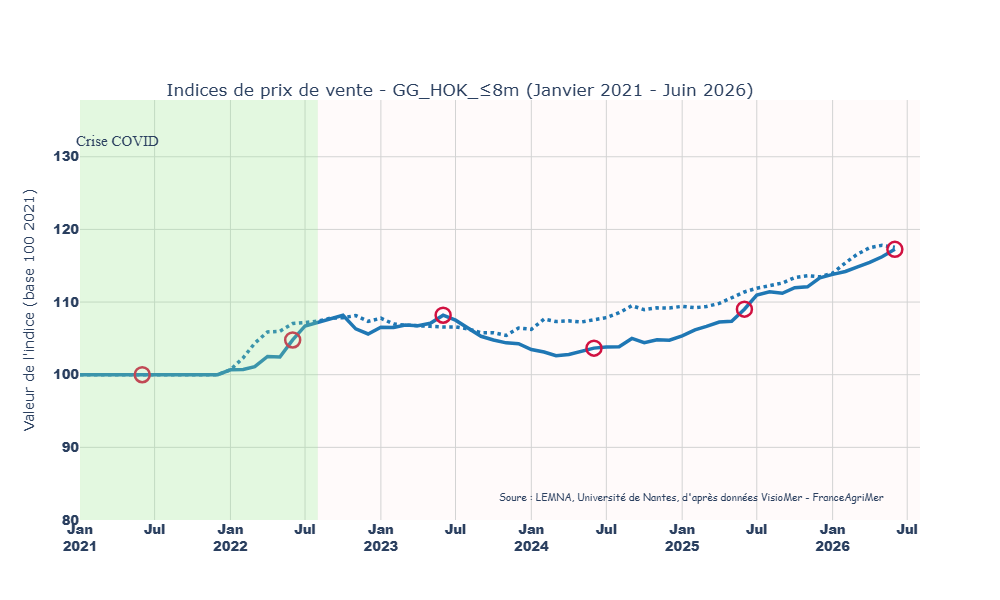 Indices de prix de vente - GG_HOK_≤8m (Janvier 2021 - Juin 2026)
Crise COVID
Valeur de l'indice (base 100 2021)
130
120
110
100
90
80
Soure : LEMNA, Université de Nantes, d'après données VisioMer - FranceAgriMer
Jan Jul Jan Jul Jan Jul Jan Jul Jan Jul Jan Jul
2021 2022 2023 2024 2025 2026